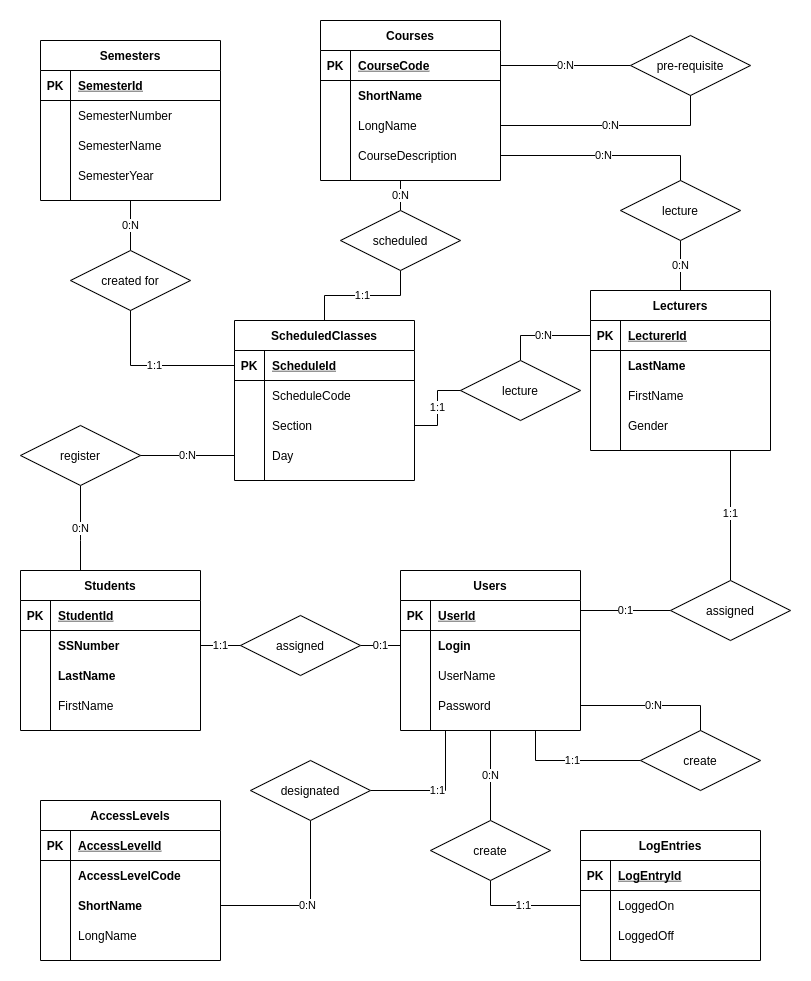 Courses
PK CourseCode
ShortName
LongName
CourseDescription
Semesters
PK SemesterId
SemesterNumber
SemesterName
SemesterYear
0:N
pre-requisite
0:N
0:N
lecture
0:N
0:N
scheduled
1:1
0:N
created for
1:1
ScheduledClasses
PK ScheduleId
ScheduleCode
Section
Day
Lecturers
PK LecturerId
LastName
FirstName
Gender
0:N
lecture
1:1
register
0:N
0:N
1:1
assigned
0:1
Students
PK StudentId
SSNumber
LastName
FirstName
1:1
assigned
0:1
Users
PK UserId
Login
UserName
Password
0:N
create
1:1
designated
1:1
0:N
0:N
create
1:1
AccessLevels
PK AccessLevelId
AccessLevelCode
ShortName
LongName
LogEntries
PK LogEntryId
LoggedOn
LoggedOff